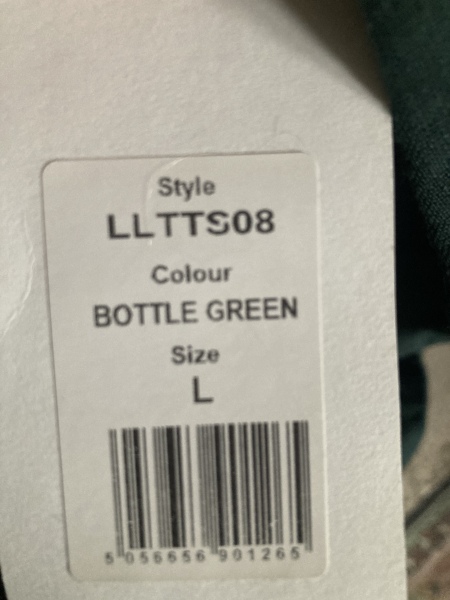 Style
LLTTS08
Colour
BOTTLE GREEN
Size
L
5 056656 901265